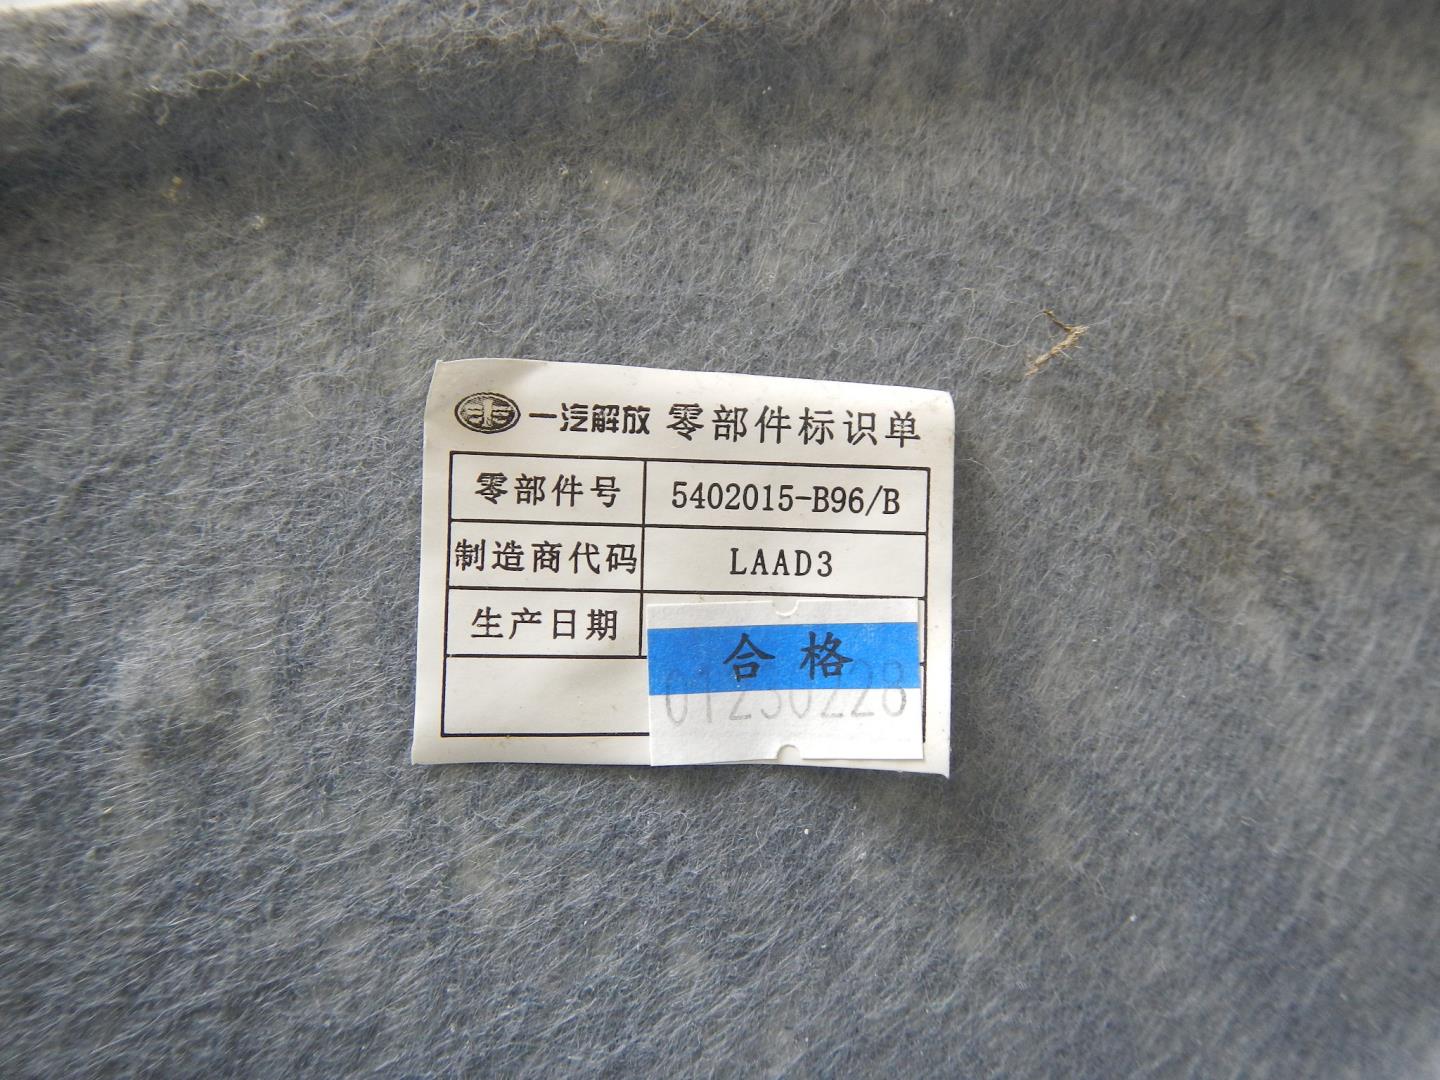 一汽解放 零部件标识单
零部件号 5402015-B96/B
制造商代码 LAAD3
生产日期
合格
01230228